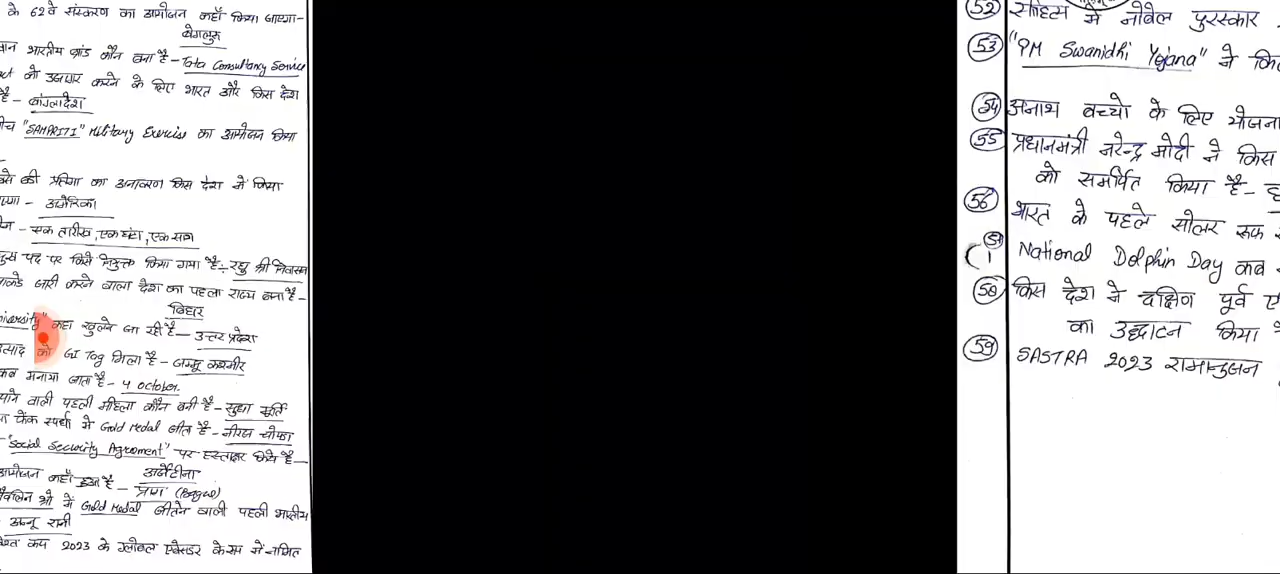 के 62वे संस्करण का आयोजन कहाँ किया जाएगा-
बेंगलुरु
भारतीय ब्रांड कौन बना है - Tata Consultancy Service
को उजागर करने के लिए भारत और किस देश
है - बांग्लादेश
"SAMPRITI" Military Exercise का आयोजन किया
की प्रतिमा का अनावरण किस देश में किया
अमेरिका
एक तारीख, एक घंटा, एक साथ
पद पर किसे नियुक्त किया गया है - रघु श्रीनिवासन
जारी करने वाला देश का पहला राज्य बना है -
बिहार
कहा खुलने जा रही है - उत्तर प्रदेश
को GI Tag मिला है - जम्मू कश्मीर
कब मनाया जाता है - 4 October.
वाली पहली महिला कौन बनी है - सुधा मूर्ति
स्पर्धा में Gold Medal जीत है - नीरज चोपड़ा
"Social Security Agreement" पर हस्ताक्षर किये है -
अर्जेंटीना
आयोजन कहाँ हुआ है - प्राग
में Gold Medal जीतने वाली पहली भारतीय
अन्नू रानी
कप 2023 के ग्लोबल एंबेसडर के रूप में नामित
(52) साहित्य में नोबेल पुरस्कार
(53) "PM Swanidhi Yojana" ने
(54) अनाथ बच्चो के लिए योजना
(55) प्रधानमंत्री नरेन्द्र मोदी ने किस
को समर्पित किया है -
(56) भारत के पहले सोलर रूफ
National Dolphin Day कब
(58) किस देश ने दक्षिण पूर्व
का उद्घाटन किया
(59) SASTRA 2023 रामानुजन